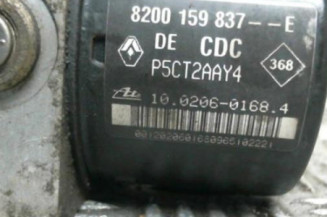 8200 159 837--E
DE CDC
P5CT2AAY4
368
10.0206-0168.4